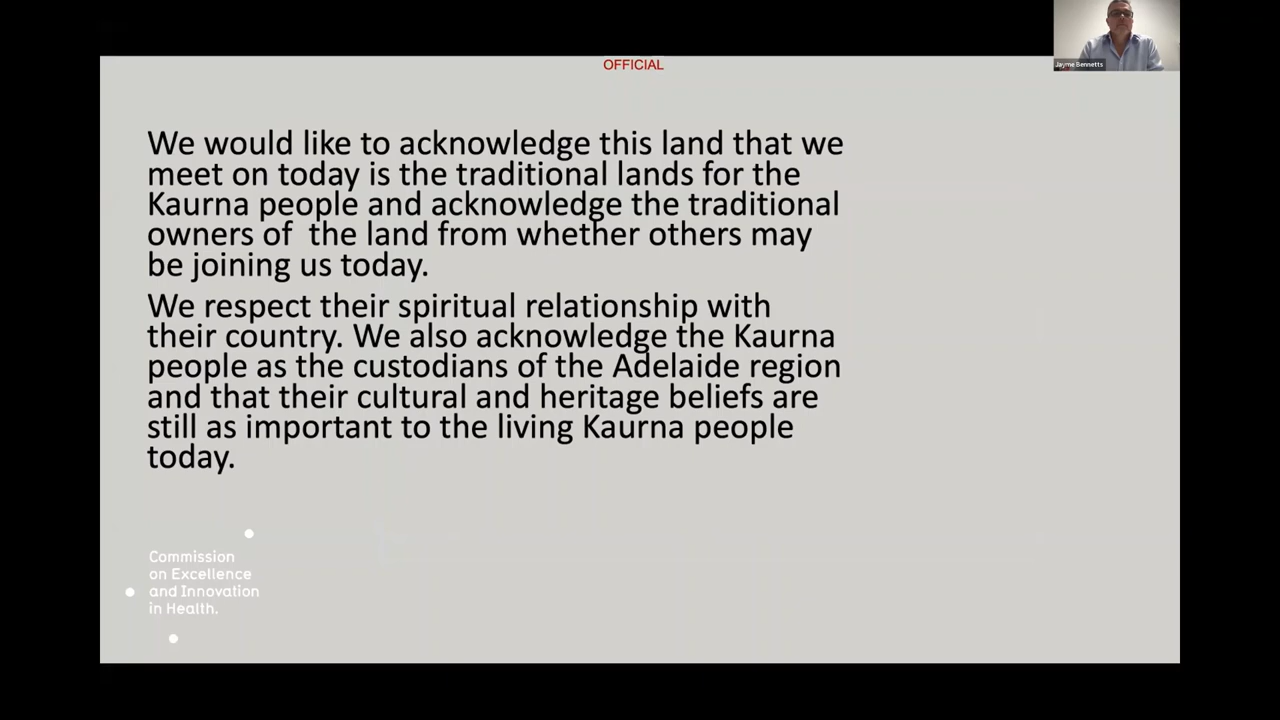 OFFICIAL
Jayme Bennetts
We would like to acknowledge this land that we
meet on today is the traditional lands for the
Kaurna people and acknowledge the traditional
owners of  the land from whether others may
be joining us today.
We respect their spiritual relationship with
their country. We also acknowledge the Kaurna
people as the custodians of the Adelaide region
and that their cultural and heritage beliefs are
still as important to the living Kaurna people
today.
Commission
on Excellence
and Innovation
in Health.